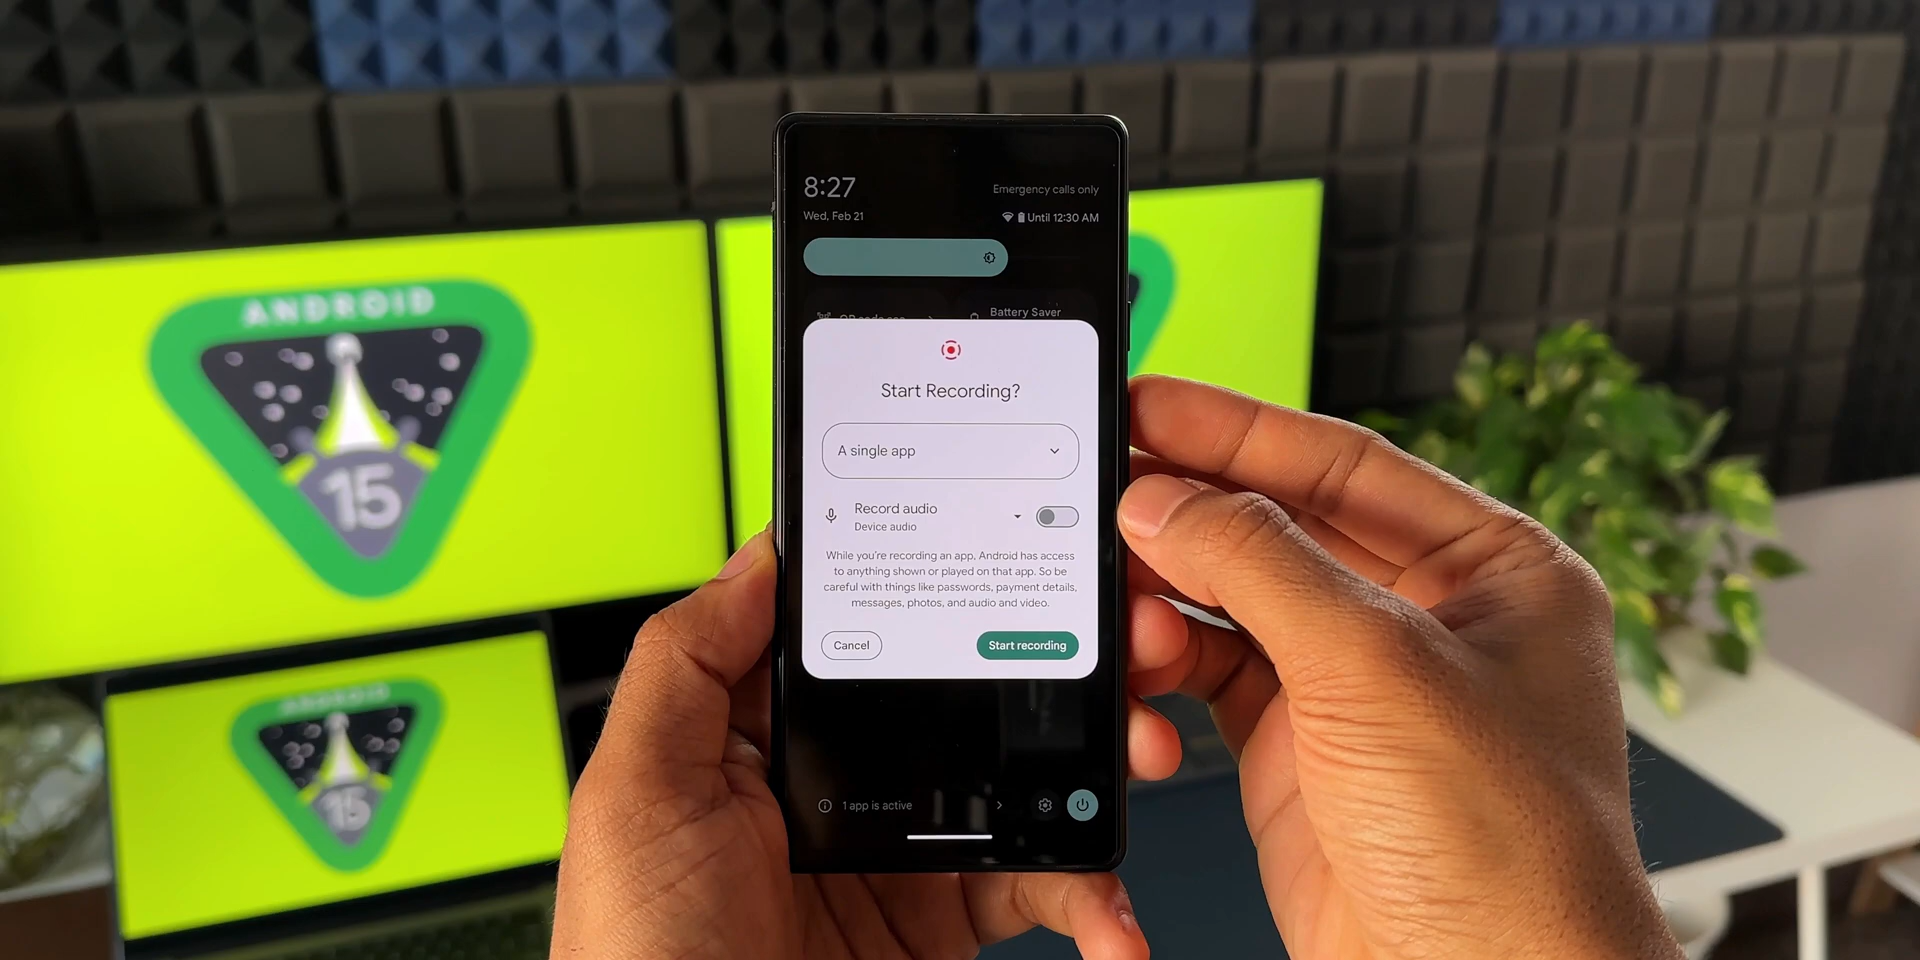 ANDROID
15
ANDROID
15
8:27
Emergency calls only
Wed, Feb 21
Until 12:30 AM
Battery Saver
Start Recording?
A single app
Record audio
Device audio
While you're recording an app, Android has access
to anything shown or played on that app. So be
careful with things like passwords, payment details,
messages, photos, and audio and video.
Cancel
Start recording
1 app is active